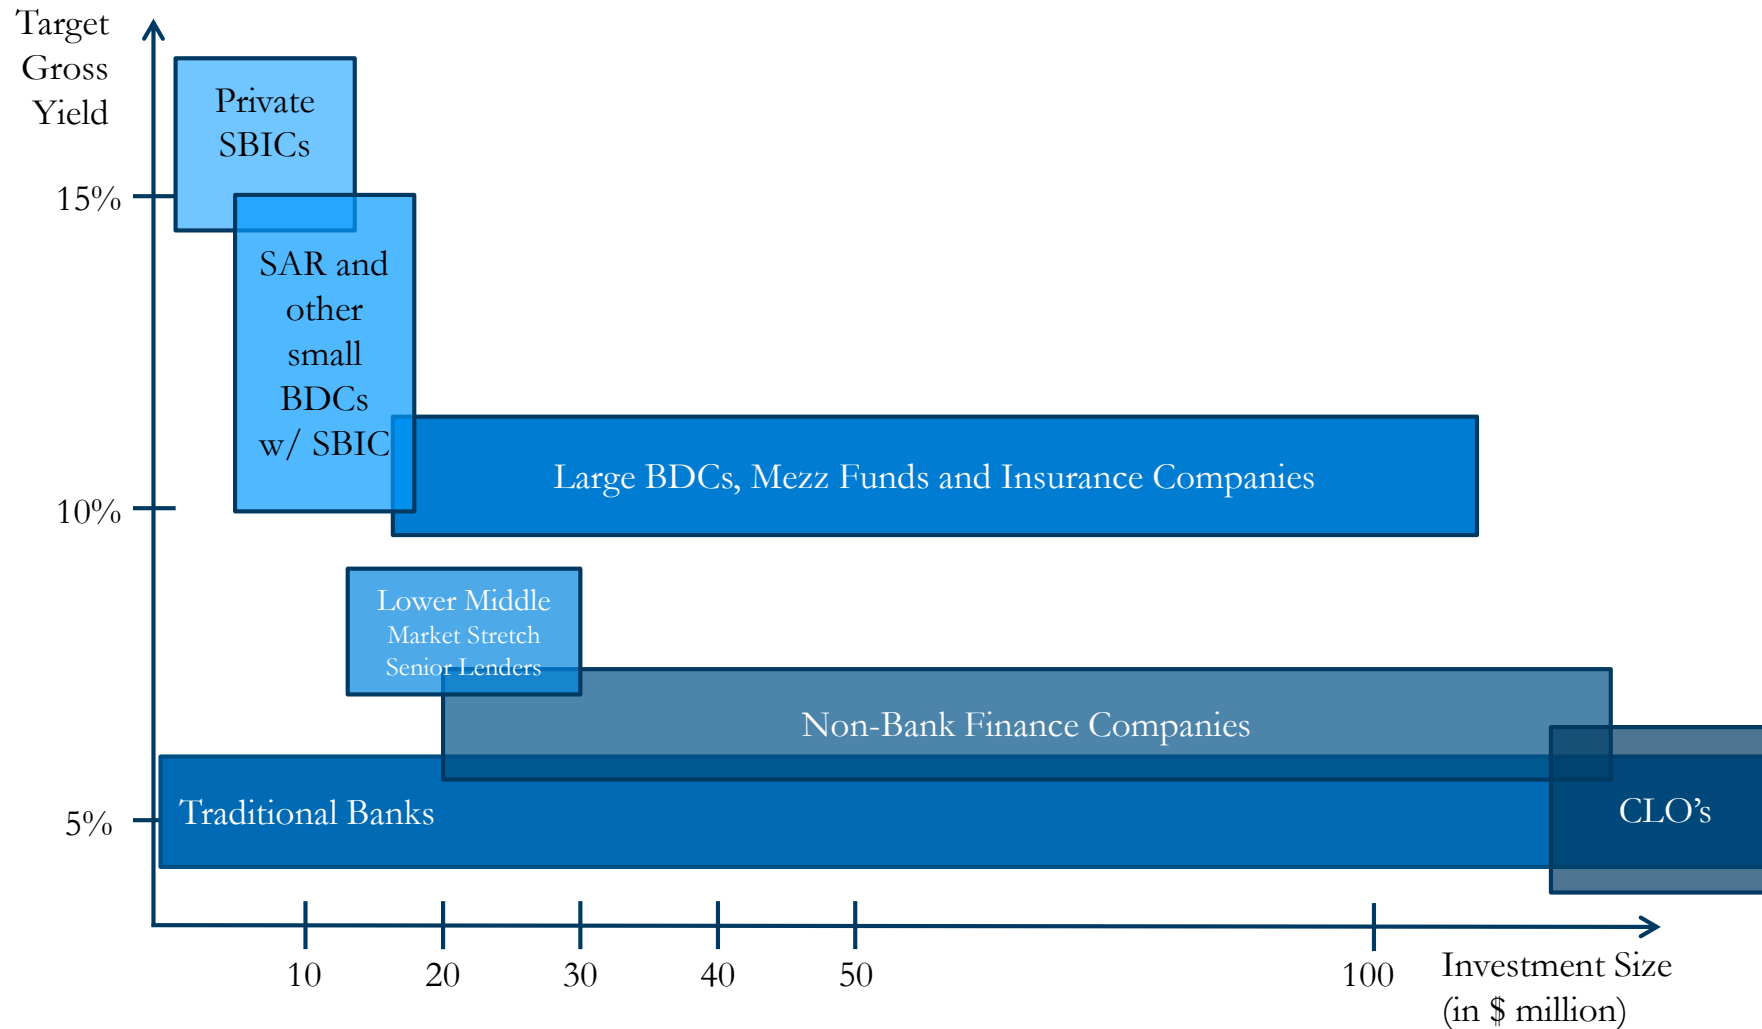 Target
Gross
Yield
Private
SBICs
15%
SAR and
other
small
BDCs
w/ SBIC
Large BDCs, Mezz Funds and Insurance Companies
10%
Lower Middle
Market Stretch
Senior Lenders
Non-Bank Finance Companies
Traditional Banks
CLO’s
5%
10
20
30
40
50
100
Investment Size
(in $ million)